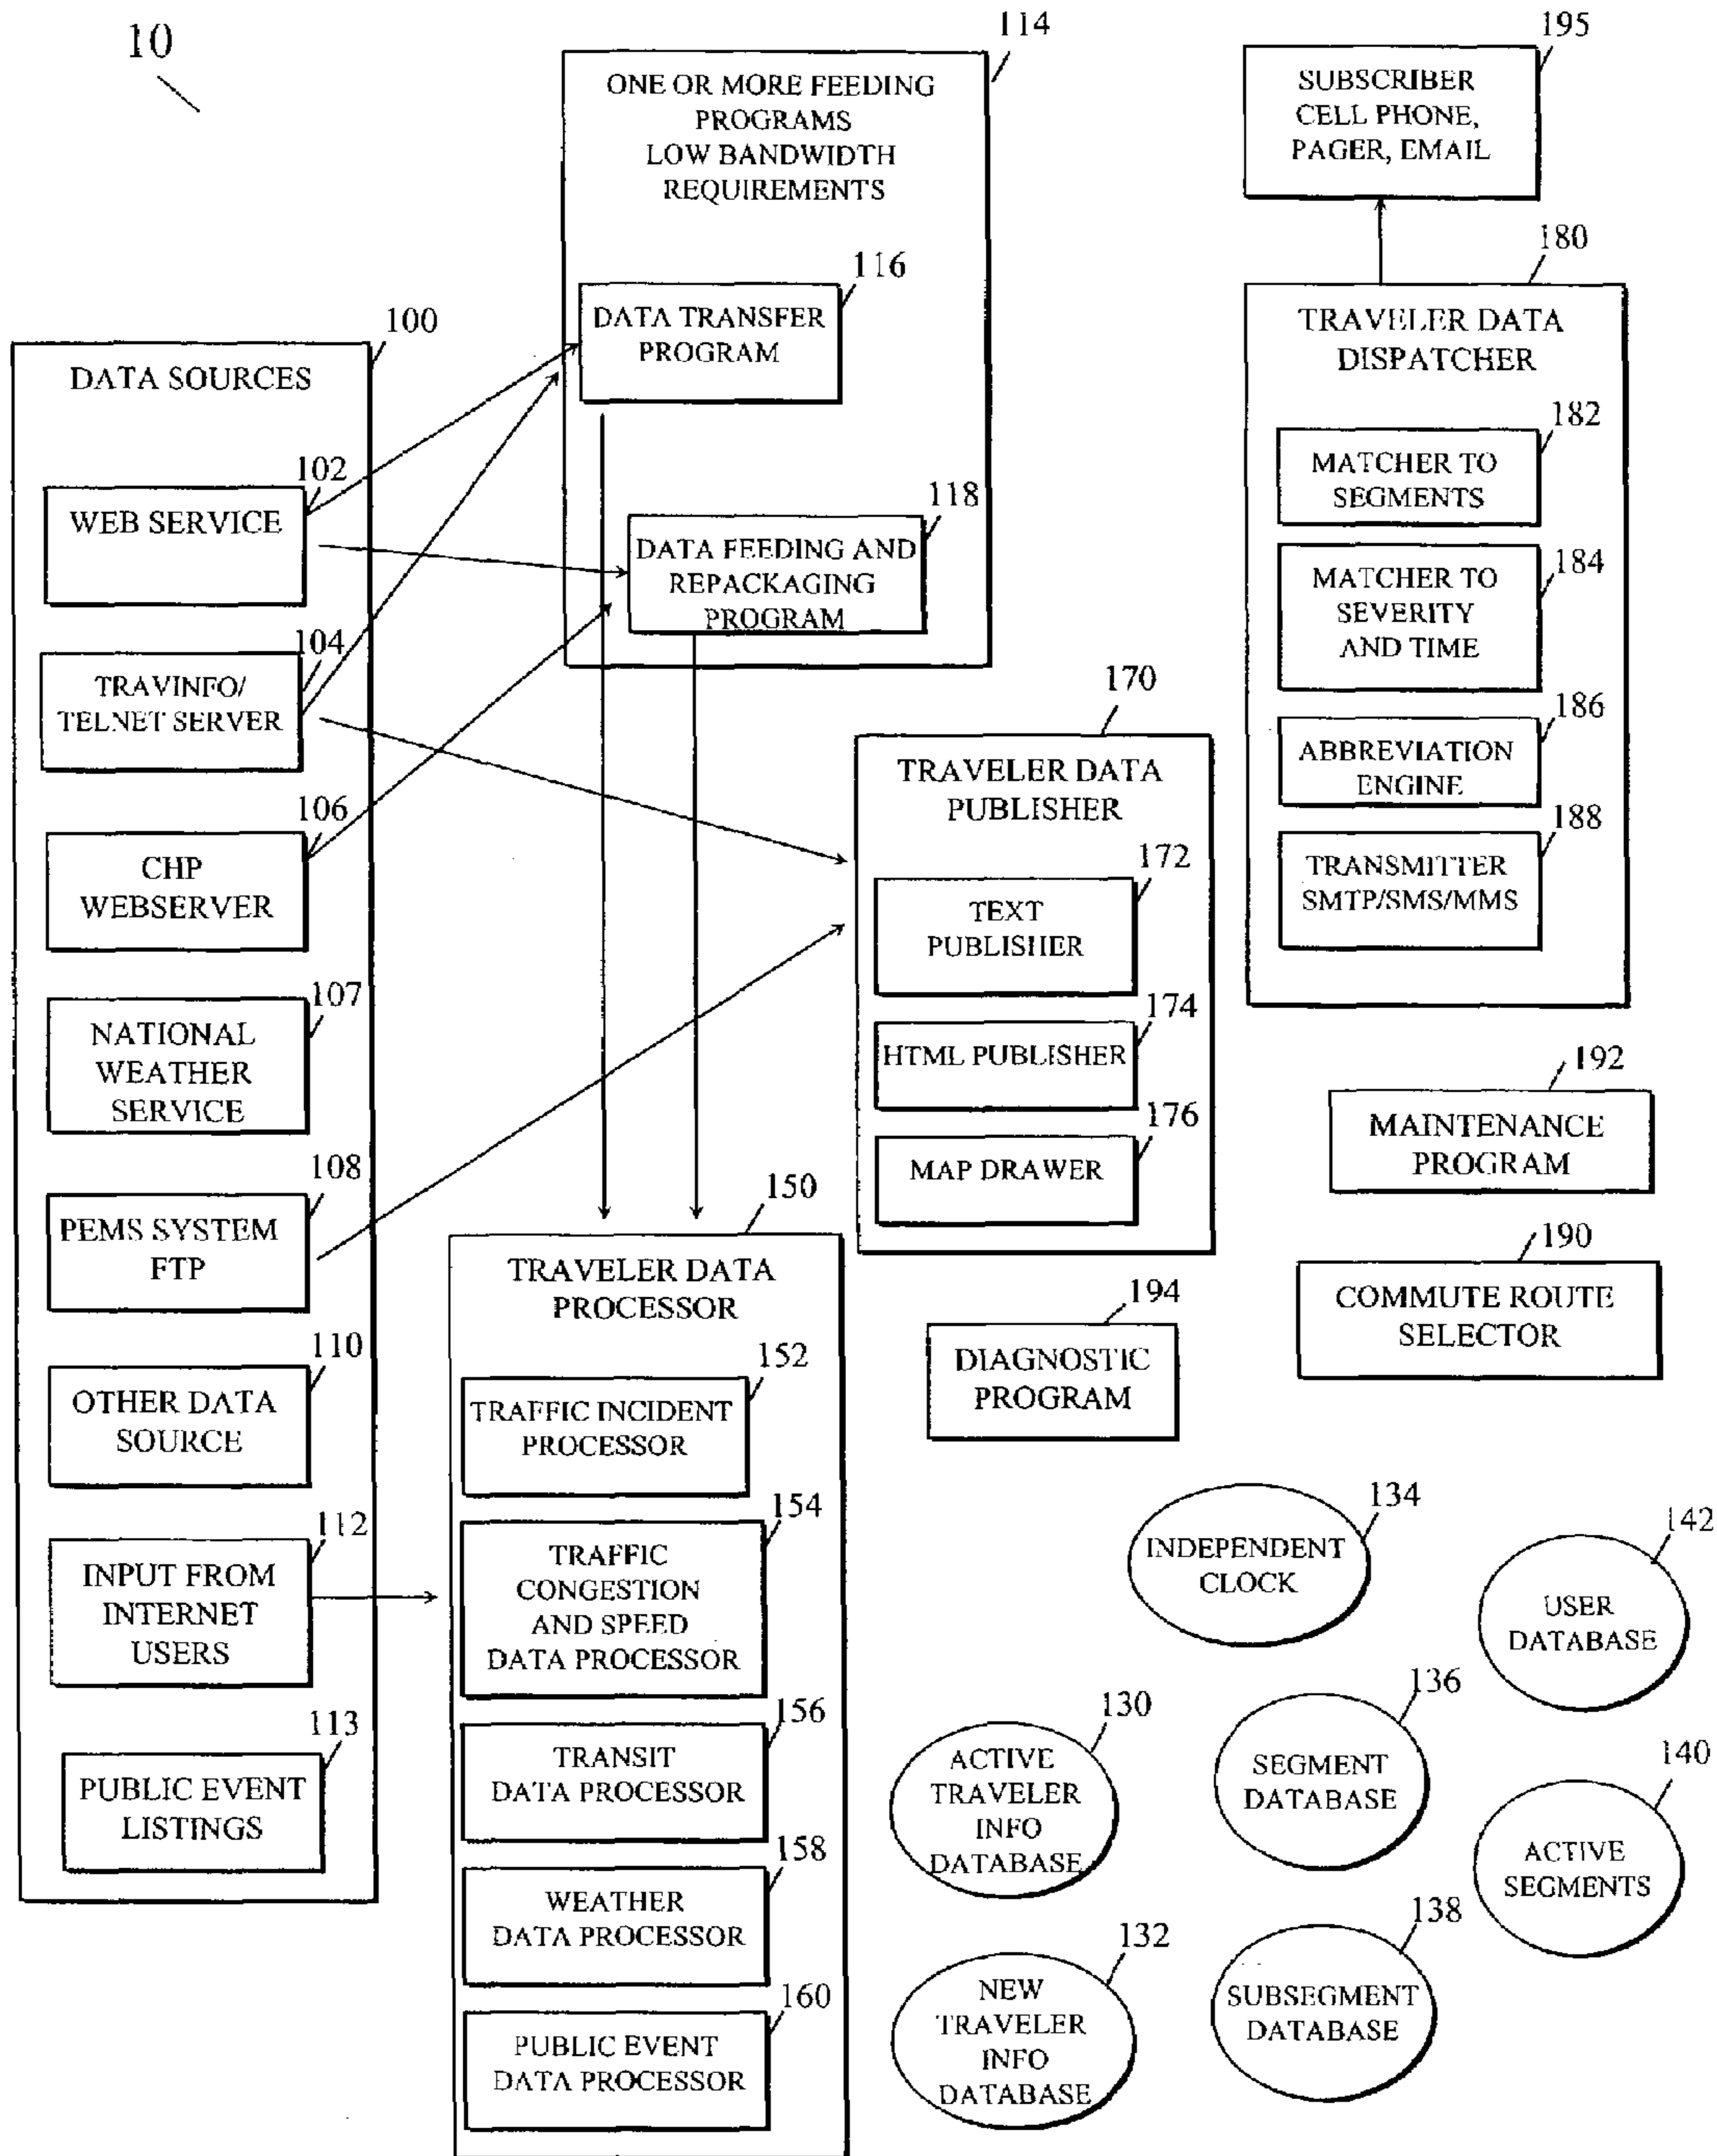 10
114
ONE OR MORE FEEDING
PROGRAMS
LOW BANDWIDTH
REQUIREMENTS
116
DATA TRANSFER
PROGRAM
118
DATA FEEDING AND
REPACKAGING
PROGRAM
195
SUBSCRIBER
CELL PHONE,
PAGER, EMAIL
180
TRAVELER DATA
DISPATCHER
182
MATCHER TO
SEGMENTS
184
MATCHER TO
SEVERITY
AND TIME
186
ABBREVIATION
ENGINE
188
TRANSMITTER
SMTP/SMS/MMS
100
DATA SOURCES
102
WEB SERVICE
104
TRAVINFO/
TELNET SERVER
106
CHP
WEBSERVER
107
NATIONAL
WEATHER
SERVICE
108
PEMS SYSTEM
FTP
110
OTHER DATA
SOURCE
112
INPUT FROM
INTERNET
USERS
113
PUBLIC EVENT
LISTINGS
170
TRAVELER DATA
PUBLISHER
172
TEXT
PUBLISHER
174
HTML PUBLISHER
176
MAP DRAWER
192
MAINTENANCE
PROGRAM
190
COMMUTE ROUTE
SELECTOR
194
DIAGNOSTIC
PROGRAM
150
TRAVELER DATA
PROCESSOR
152
TRAFFIC INCIDENT
PROCESSOR
154
TRAFFIC
CONGESTION
AND SPEED
DATA PROCESSOR
156
TRANSIT
DATA PROCESSOR
158
WEATHER
DATA PROCESSOR
160
PUBLIC EVENT
DATA PROCESSOR
134
INDEPENDENT
CLOCK
142
USER
DATABASE
130
ACTIVE
TRAVELER
INFO
DATABASE
136
SEGMENT
DATABASE
140
ACTIVE
SEGMENTS
132
NEW
TRAVELER
INFO
DATABASE
138
SUBSEGMENT
DATABASE